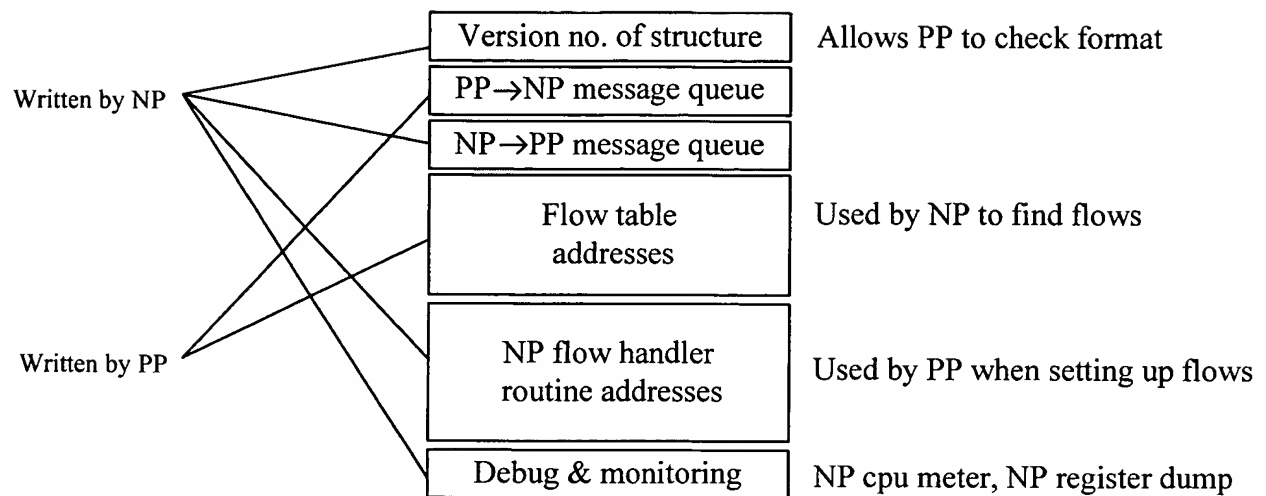 Version no. of structure
Allows PP to check format
Written by NP
PP→NP message queue
NP→PP message queue
Flow table
addresses
Used by NP to find flows
Written by PP
NP flow handler
routine addresses
Used by PP when setting up flows
Debug & monitoring
NP cpu meter, NP register dump